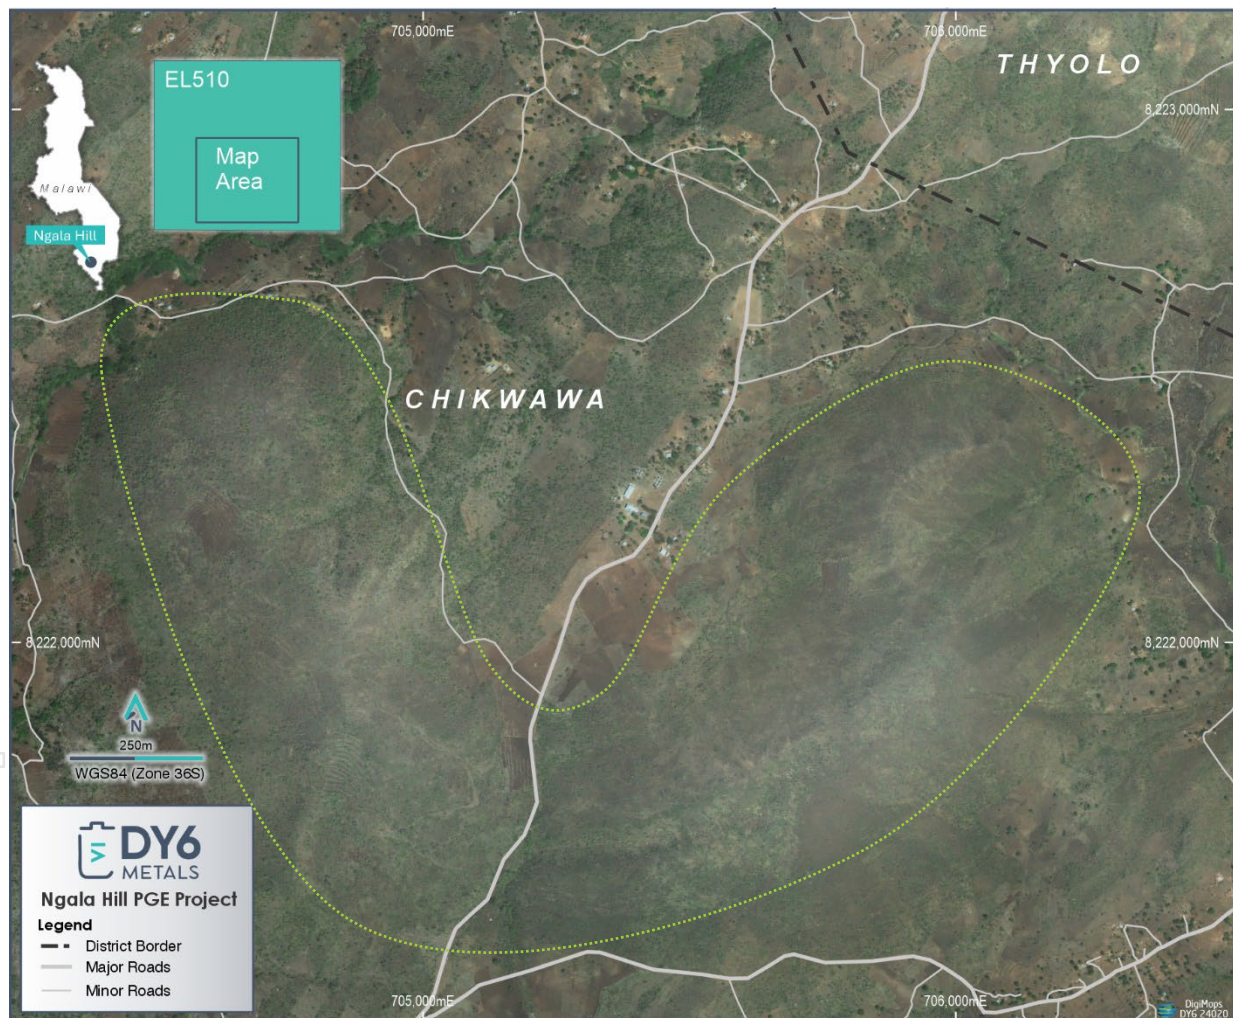 705,000mE
706,000mE
THYOLO
EL510
8,223,000mN
Map
Area
Malawi
Ngala Hill
CHIKWAWA
8,222,000mN
8,222,000mN
N
250m
WGS84 (Zone 36S)
DY6
METALS
Ngala Hill PGE Project
Legend
District Border
Major Roads
Minor Roads
705,000mE
706,000mE
DigiMaps
DY6 24020